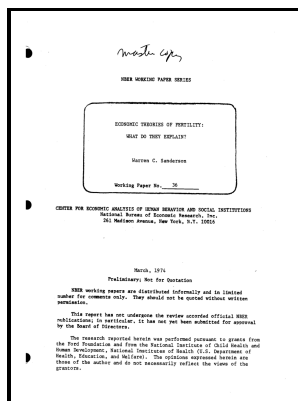 master copy
NBER WORKING PAPER SERIES
ECONOMIC THEORIES OF FERTILITY:
WHAT DO THEY EXPLAIN?
Warren C. Sanderson
Working Paper No. 36
CENTER FOR ECONOMIC ANALYSIS OF HUMAN BEHAVIOR AND SOCIAL INSTITUTIONS
National Bureau of Economic Research, Inc.
261 Madison Avenue, New York, N.Y. 10016
March, 1974
Preliminary; Not for Quotation
NBER working papers are distributed informally and in limited
number for comments only. They should not be quoted without written
permission.
This report has not undergone the review accorded official NBER
publications; in particular, it has not yet been submitted for approval
by the Board of Directors.
The research reported herein was performed pursuant to grants from
the Ford Foundation and from the National Institute of Child Health and
Human Development, National Institutes of Health (U.S. Department of
Health, Education, and Welfare). The opinions expressed herein are
those of the author and do not necessarily reflect the views of the
grantors.